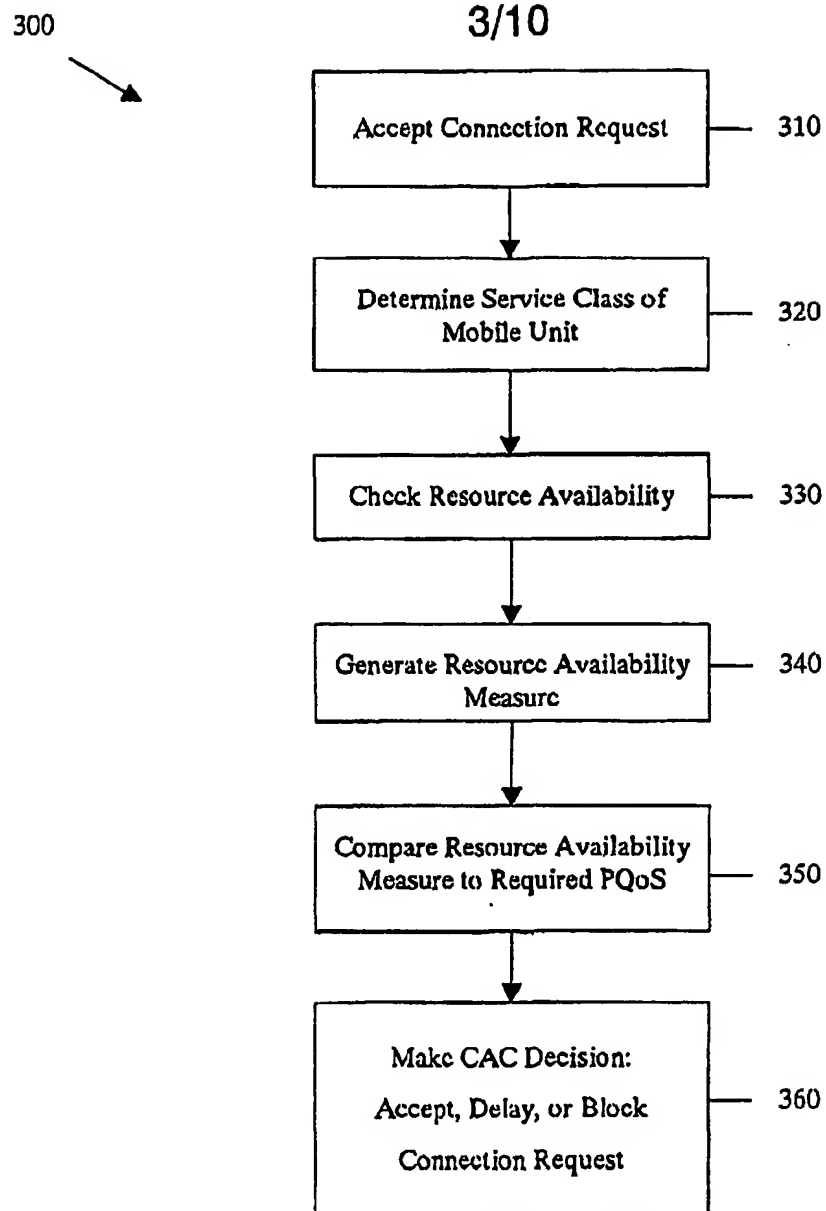 300
3/10
Accept Connection Request
310
Determine Service Class of
Mobile Unit
320
Check Resource Availability
330
Generate Resource Availability
Measure
340
Compare Resource Availability
Measure to Required PQoS
350
Make CAC Decision:
Accept, Delay, or Block
Connection Request
360